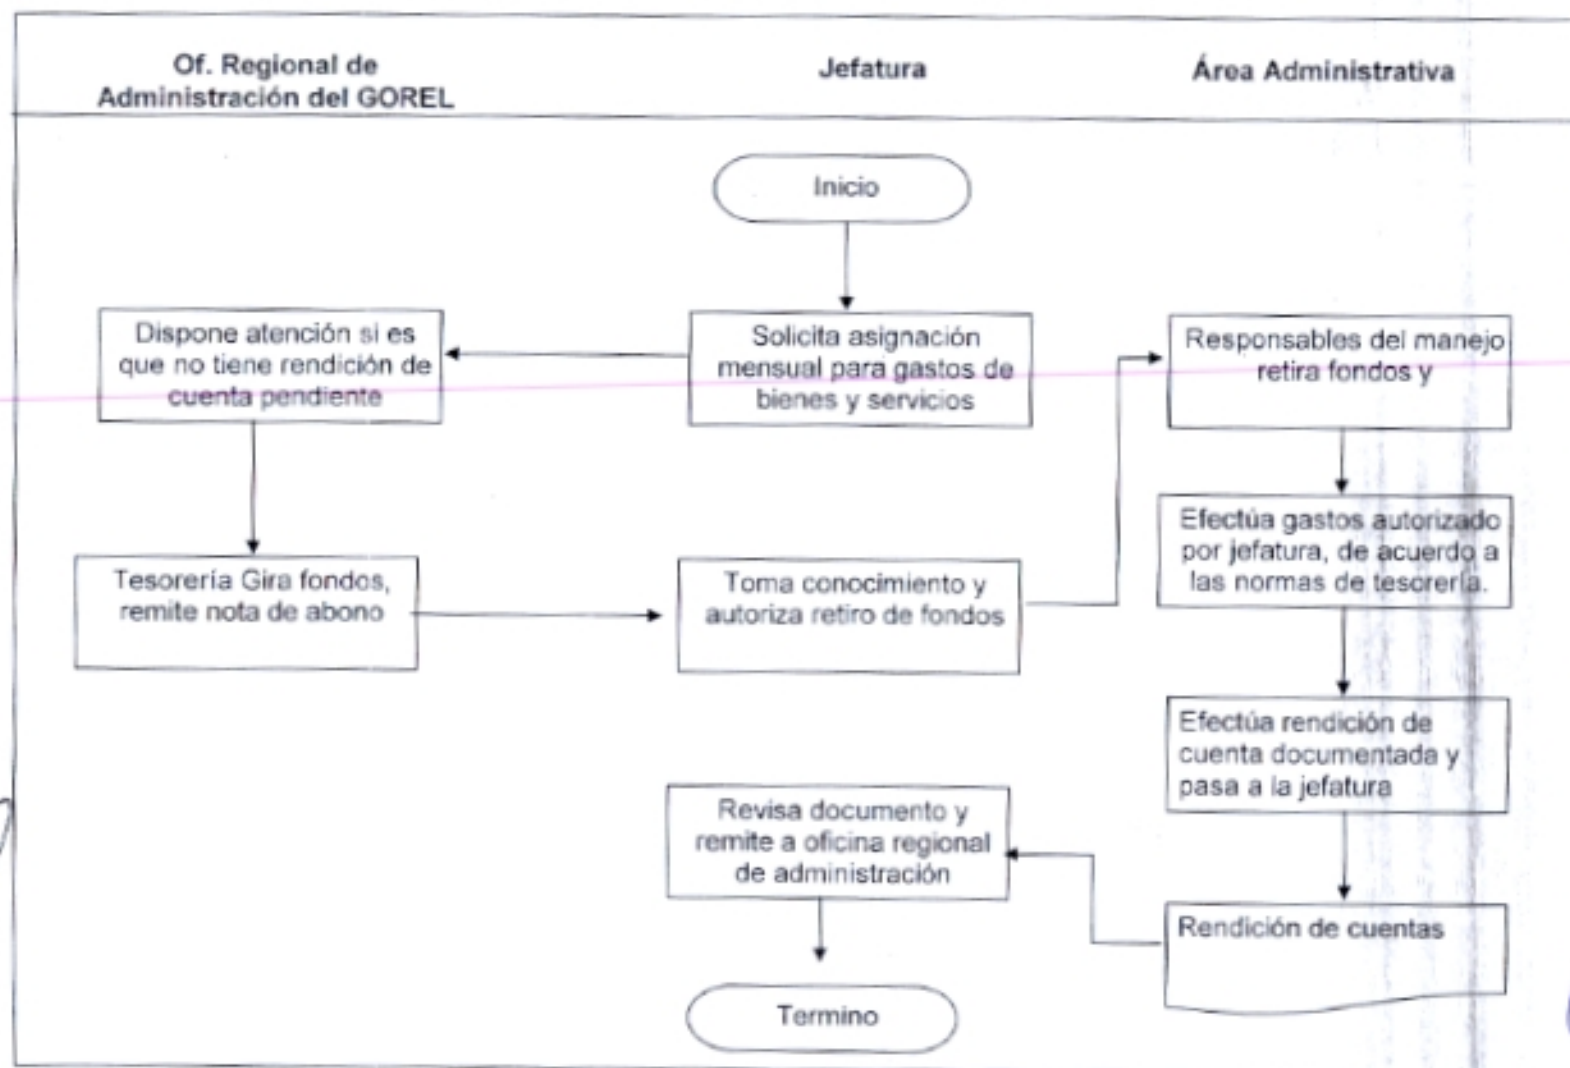 Of. Regional de
Administración del GOREL
Jefatura
Área Administrativa
Inicio
Solicita asignación
mensual para gastos de
bienes y servicios
Dispone atención si es
que no tiene rendición de
cuenta pendiente
Tesorería Gira fondos,
remite nota de abono
Toma conocimiento y
autoriza retiro de fondos
Responsables del manejo
retira fondos y
Efectúa gastos autorizado
por jefatura, de acuerdo a
las normas de tesorería.
Efectúa rendición de
cuenta documentada y
pasa a la jefatura
Rendición de cuentas
Revisa documento y
remite a oficina regional
de administración
Termino